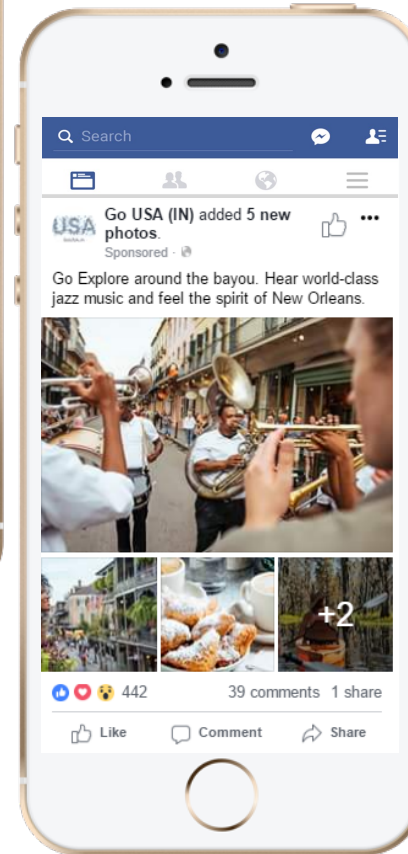 Search
Go USA (IN) added 5 new
photos.
Sponsored ·
USA
Go Explore around the bayou. Hear world-class
jazz music and feel the spirit of New Orleans.
+2
442
39 comments 1 share
Like Comment Share